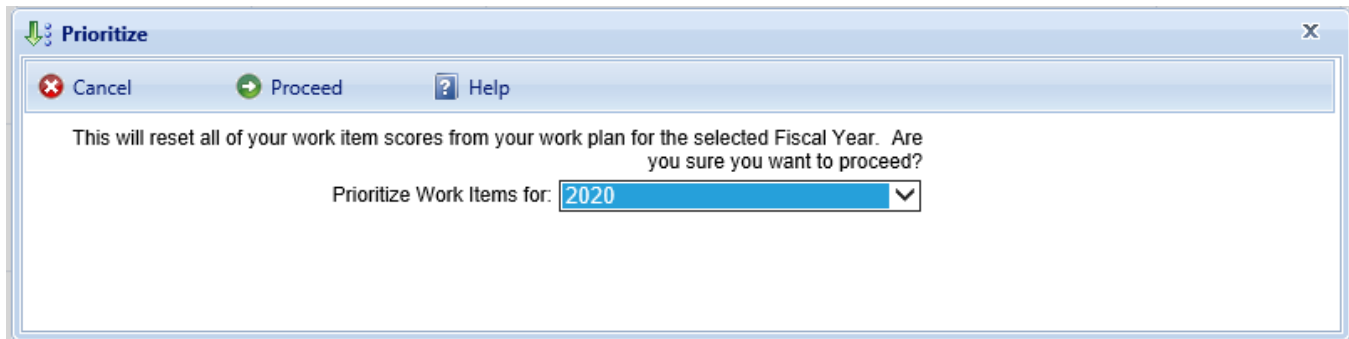 Prioritize
Cancel Proceed Help
This will reset all of your work item scores from your work plan for the selected Fiscal Year.  Are
you sure you want to proceed?
Prioritize Work Items for: 2020